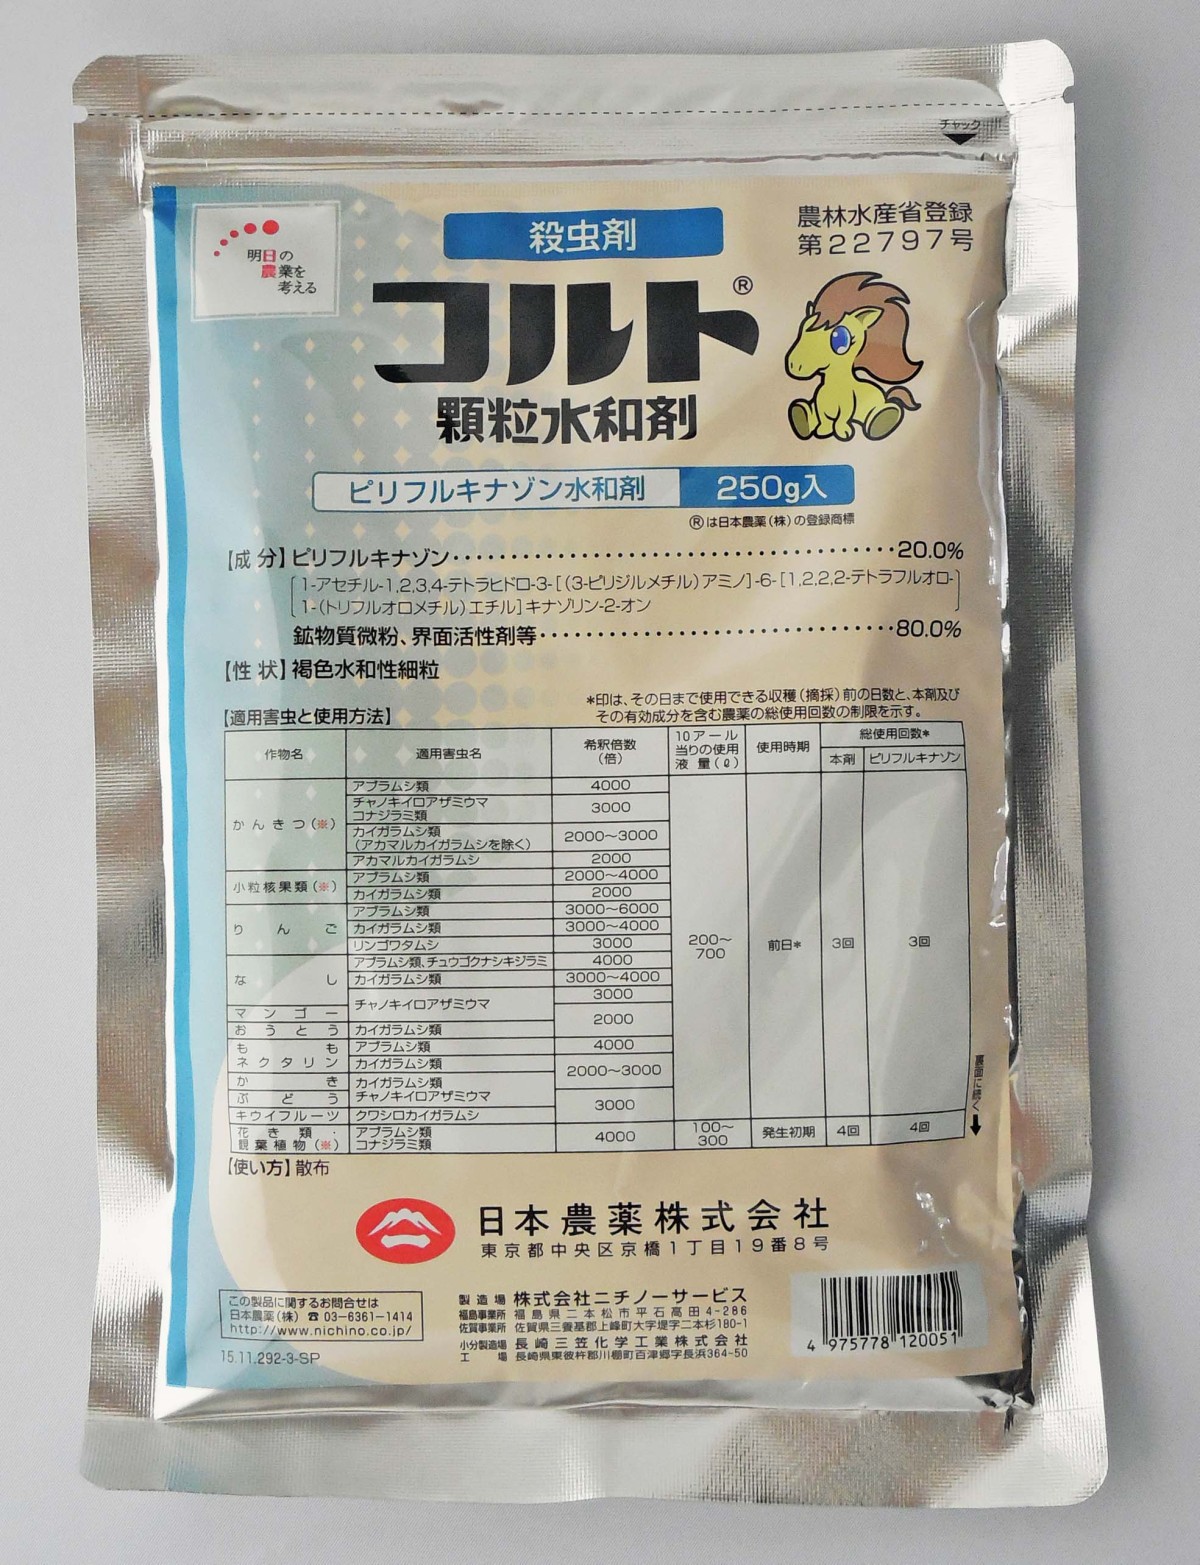 チャック
明日の
農業を
考える
殺虫剤
農林水産省登録
第22797号
コルト®
顆粒水和剤
ピリフルキナゾン水和剤 250g入
®は日本農薬(株)の登録商標
【成 分】ピリフルキナゾン・・・・・・・・・・・・・・・・・・・・・・・・・・・・・・・・20.0%
[1-アセチル-1,2,3,4-テトラヒドロ-3-[(3-ピリジルメチル)アミノ]-6-[1,2,2,2-テトラフルオロ-
1-(トリフルオロメチル)エチル]キナゾリン-2-オン]
鉱物質微粉、界面活性剤等・・・・・・・・・・・・・・・・・・・・・・・・・・・・80.0%
【性 状】褐色水和性細粒
*印は、その日まで使用できる収穫(摘採)前の日数と、本剤及び
その有効成分を含む農薬の総使用回数の制限を示す。
【適用害虫と使用方法】
作物名 適用害虫名 希釈倍数(倍) 10アール当りの使用液量(ℓ) 使用時期 総使用回数*
本剤 ピリフルキナゾン
かんきつ(※) アブラムシ類 4000 200〜700 前日* 3回 3回
チャノキイロアザミウマ
コナジラミ類 3000
カイガラムシ類
(アカマルカイガラムシを除く) 2000〜3000
アカマルカイガラムシ 2000
小粒核果類(※) アブラムシ類 2000〜4000
カイガラムシ類 2000
りんご アブラムシ類 3000〜6000
カイガラムシ類 3000〜4000
リンゴワタムシ 3000
なし アブラムシ類、チュウゴクナシキジラミ 4000
カイガラムシ類 3000〜4000
チャノキイロアザミウマ 3000
マンゴー 2000
おうとう カイガラムシ類
もも アブラムシ類 4000
ネクタリン カイガラムシ類 2000〜3000
かき カイガラムシ類
ぶどう チャノキイロアザミウマ 3000
キウイフルーツ クワシロカイガラムシ
花き類・
観葉植物(※) アブラムシ類
コナジラミ類 4000 100〜300 発生初期 4回 4回
裏面に続く
【使い方】散布
日本農薬株式会社
東京都中央区京橋1丁目19番8号
この製品に関するお問合せは
日本農薬(株) ☎ 03-6361-1414
http://www.nichino.co.jp/
15.11.292-3-SP
製造場 株式会社ニチノーサービス
福島事業所 福島県二本松市平石高田4-286
佐賀事業所 佐賀県三養基郡上峰町大字堤字二本杉180-1
小分製造場 長崎三笠化学工業株式会社
工場 長崎県東彼杵郡川棚町百津郷字長浜364-50
4 975778 120051